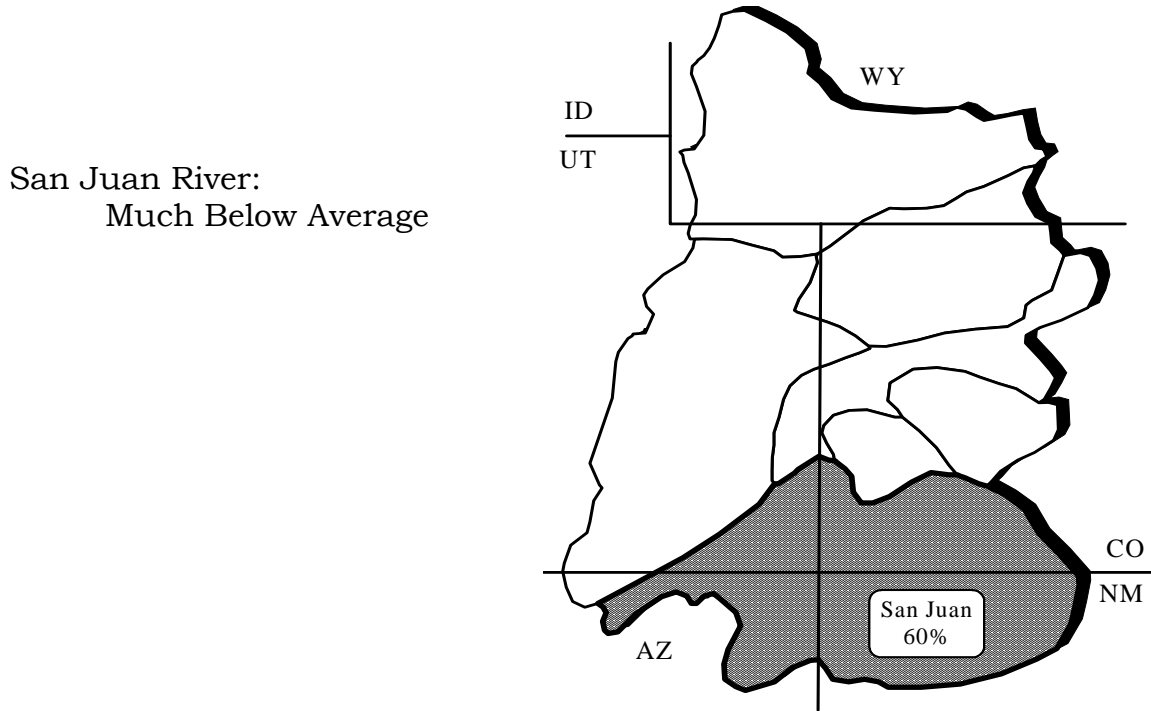 San Juan River:
Much Below Average
WY
ID
UT
CO
NM
San Juan
60%
AZ